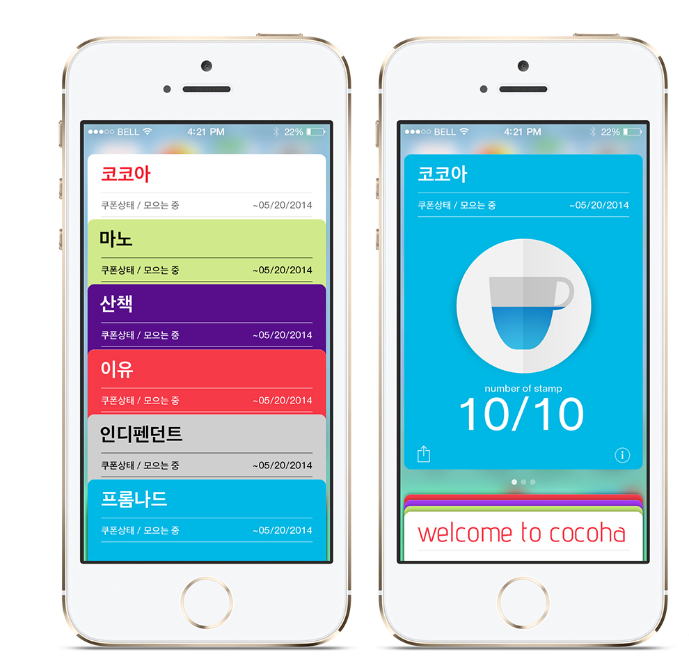 BELL 4:21 PM 22%
코코아
쿠폰상태 / 모으는 중 ~05/20/2014
마노
쿠폰상태 / 모으는 중 ~05/20/2014
산책
쿠폰상태 / 모으는 중 ~05/20/2014
이유
쿠폰상태 / 모으는 중 ~05/20/2014
인디펜던트
쿠폰상태 / 모으는 중 ~05/20/2014
프롬나드
쿠폰상태 / 모으는 중 ~05/20/2014
BELL 4:21 PM 22%
코코아
쿠폰상태 / 모으는 중 ~05/20/2014
number of stamp
10/10
welcome to cocoha